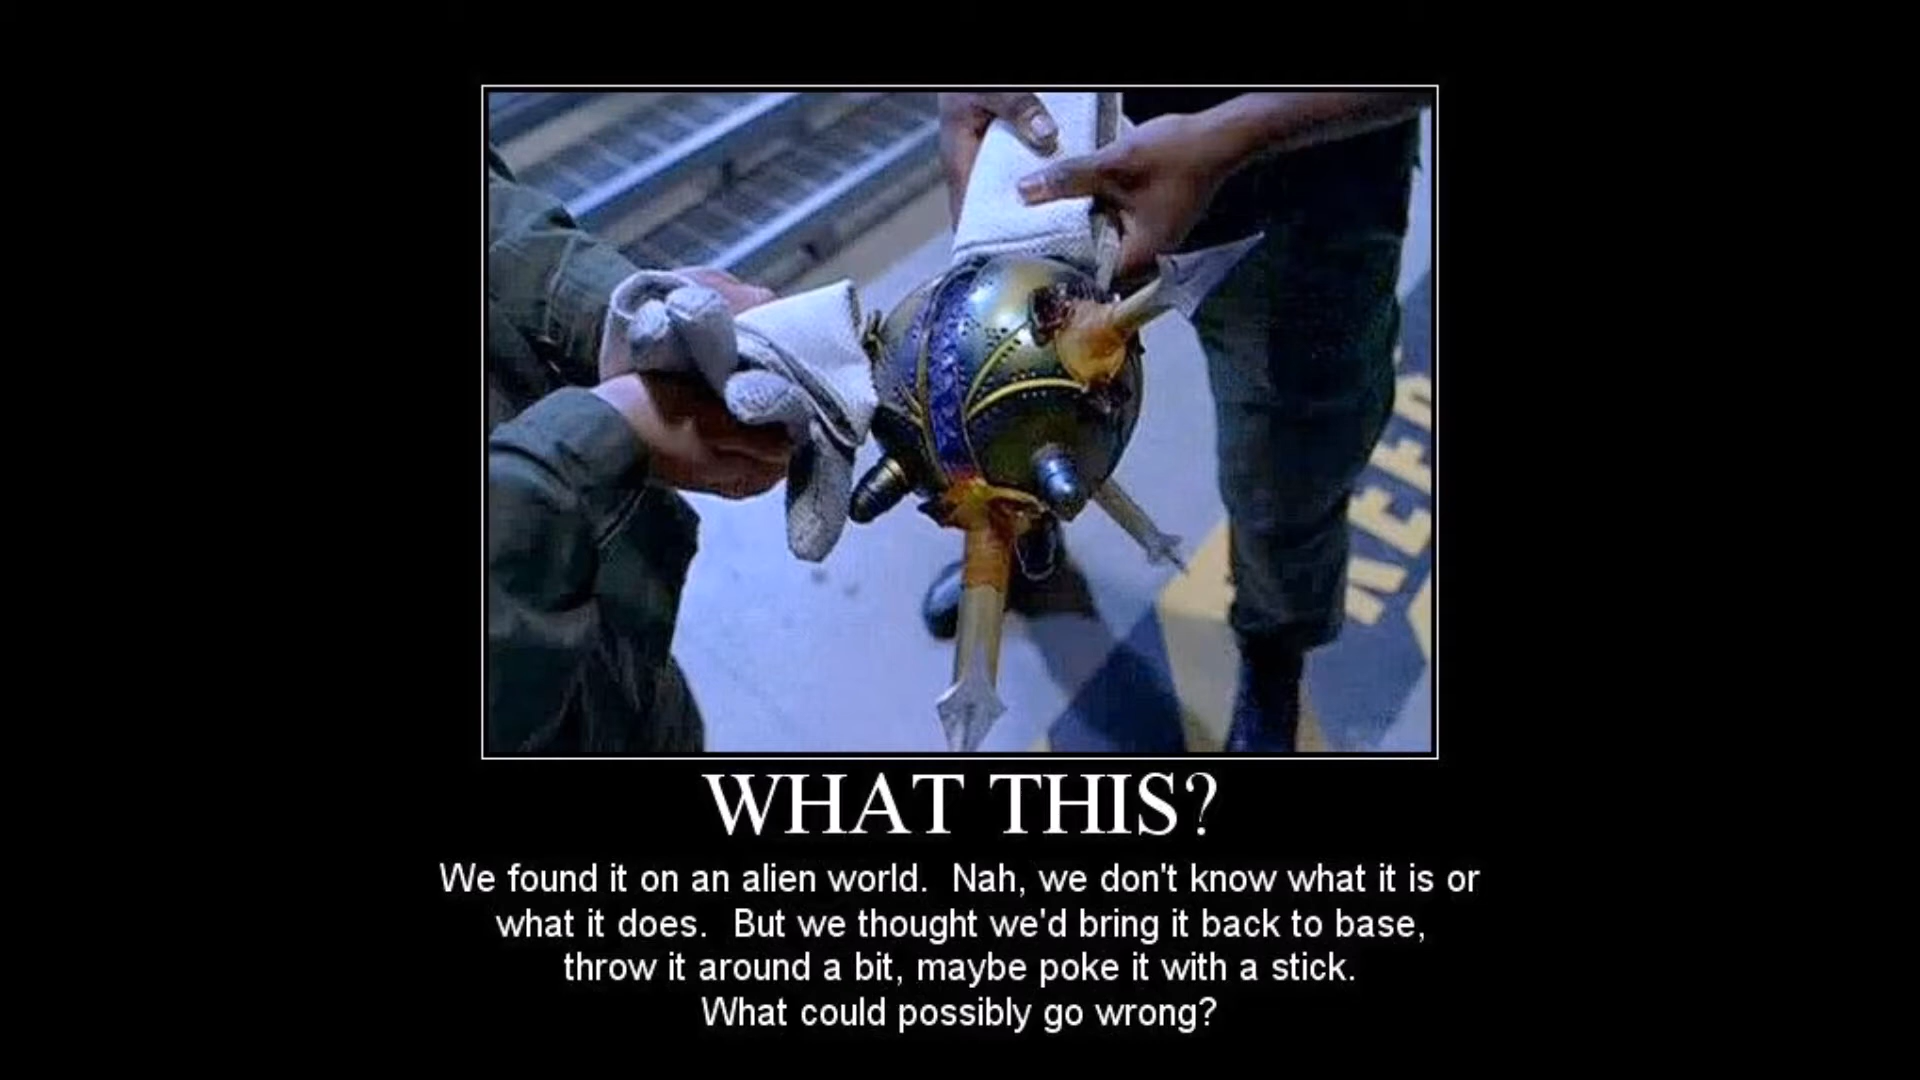 KEEP
WHAT THIS?
We found it on an alien world.  Nah, we don't know what it is or
what it does.  But we thought we'd bring it back to base,
throw it around a bit, maybe poke it with a stick.
What could possibly go wrong?